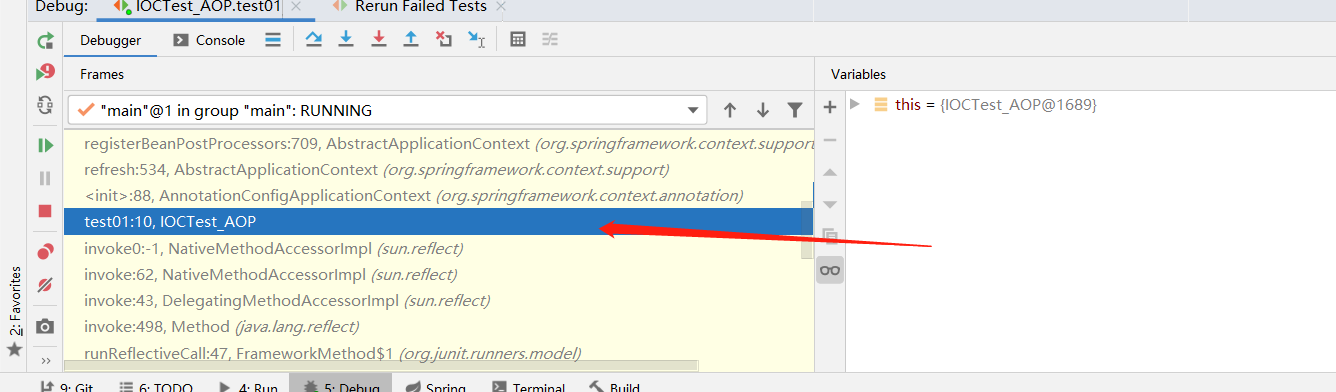 Debug: IOCTest_AOP.test01 Rerun Failed Tests
Debugger Console
Frames Variables
"main"@1 in group "main": RUNNING
this = {IOCTest_AOP@1689}
registerBeanPostProcessors:709, AbstractApplicationContext (org.springframework.context.support
refresh:534, AbstractApplicationContext (org.springframework.context.support)
<init>:88, AnnotationConfigApplicationContext (org.springframework.context.annotation)
test01:10, IOCTest_AOP
invoke0:-1, NativeMethodAccessorImpl (sun.reflect)
invoke:62, NativeMethodAccessorImpl (sun.reflect)
invoke:43, DelegatingMethodAccessorImpl (sun.reflect)
invoke:498, Method (java.lang.reflect)
runReflectiveCall:47, FrameworkMethod$1 (org.junit.runners.model)
2: Favorites
9: Git 6: TODO 4: Run 5: Debug Spring Terminal Build